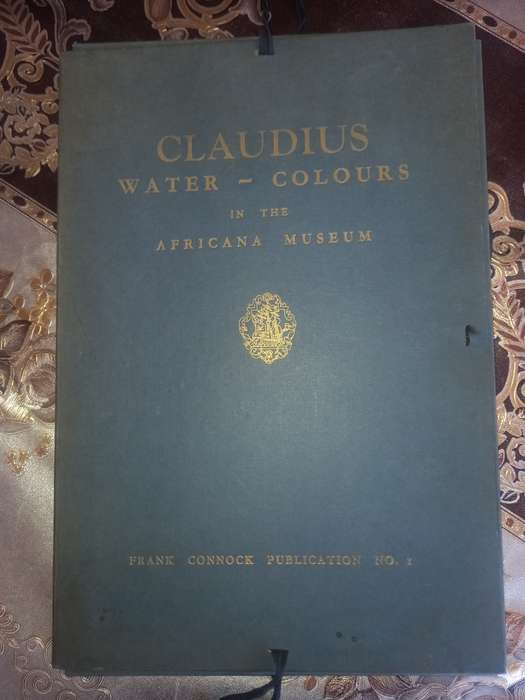 CLAUDIUS
WATER – COLOURS
IN THE
AFRICANA MUSEUM
FRANK CONNOCK PUBLICATION NO. 1